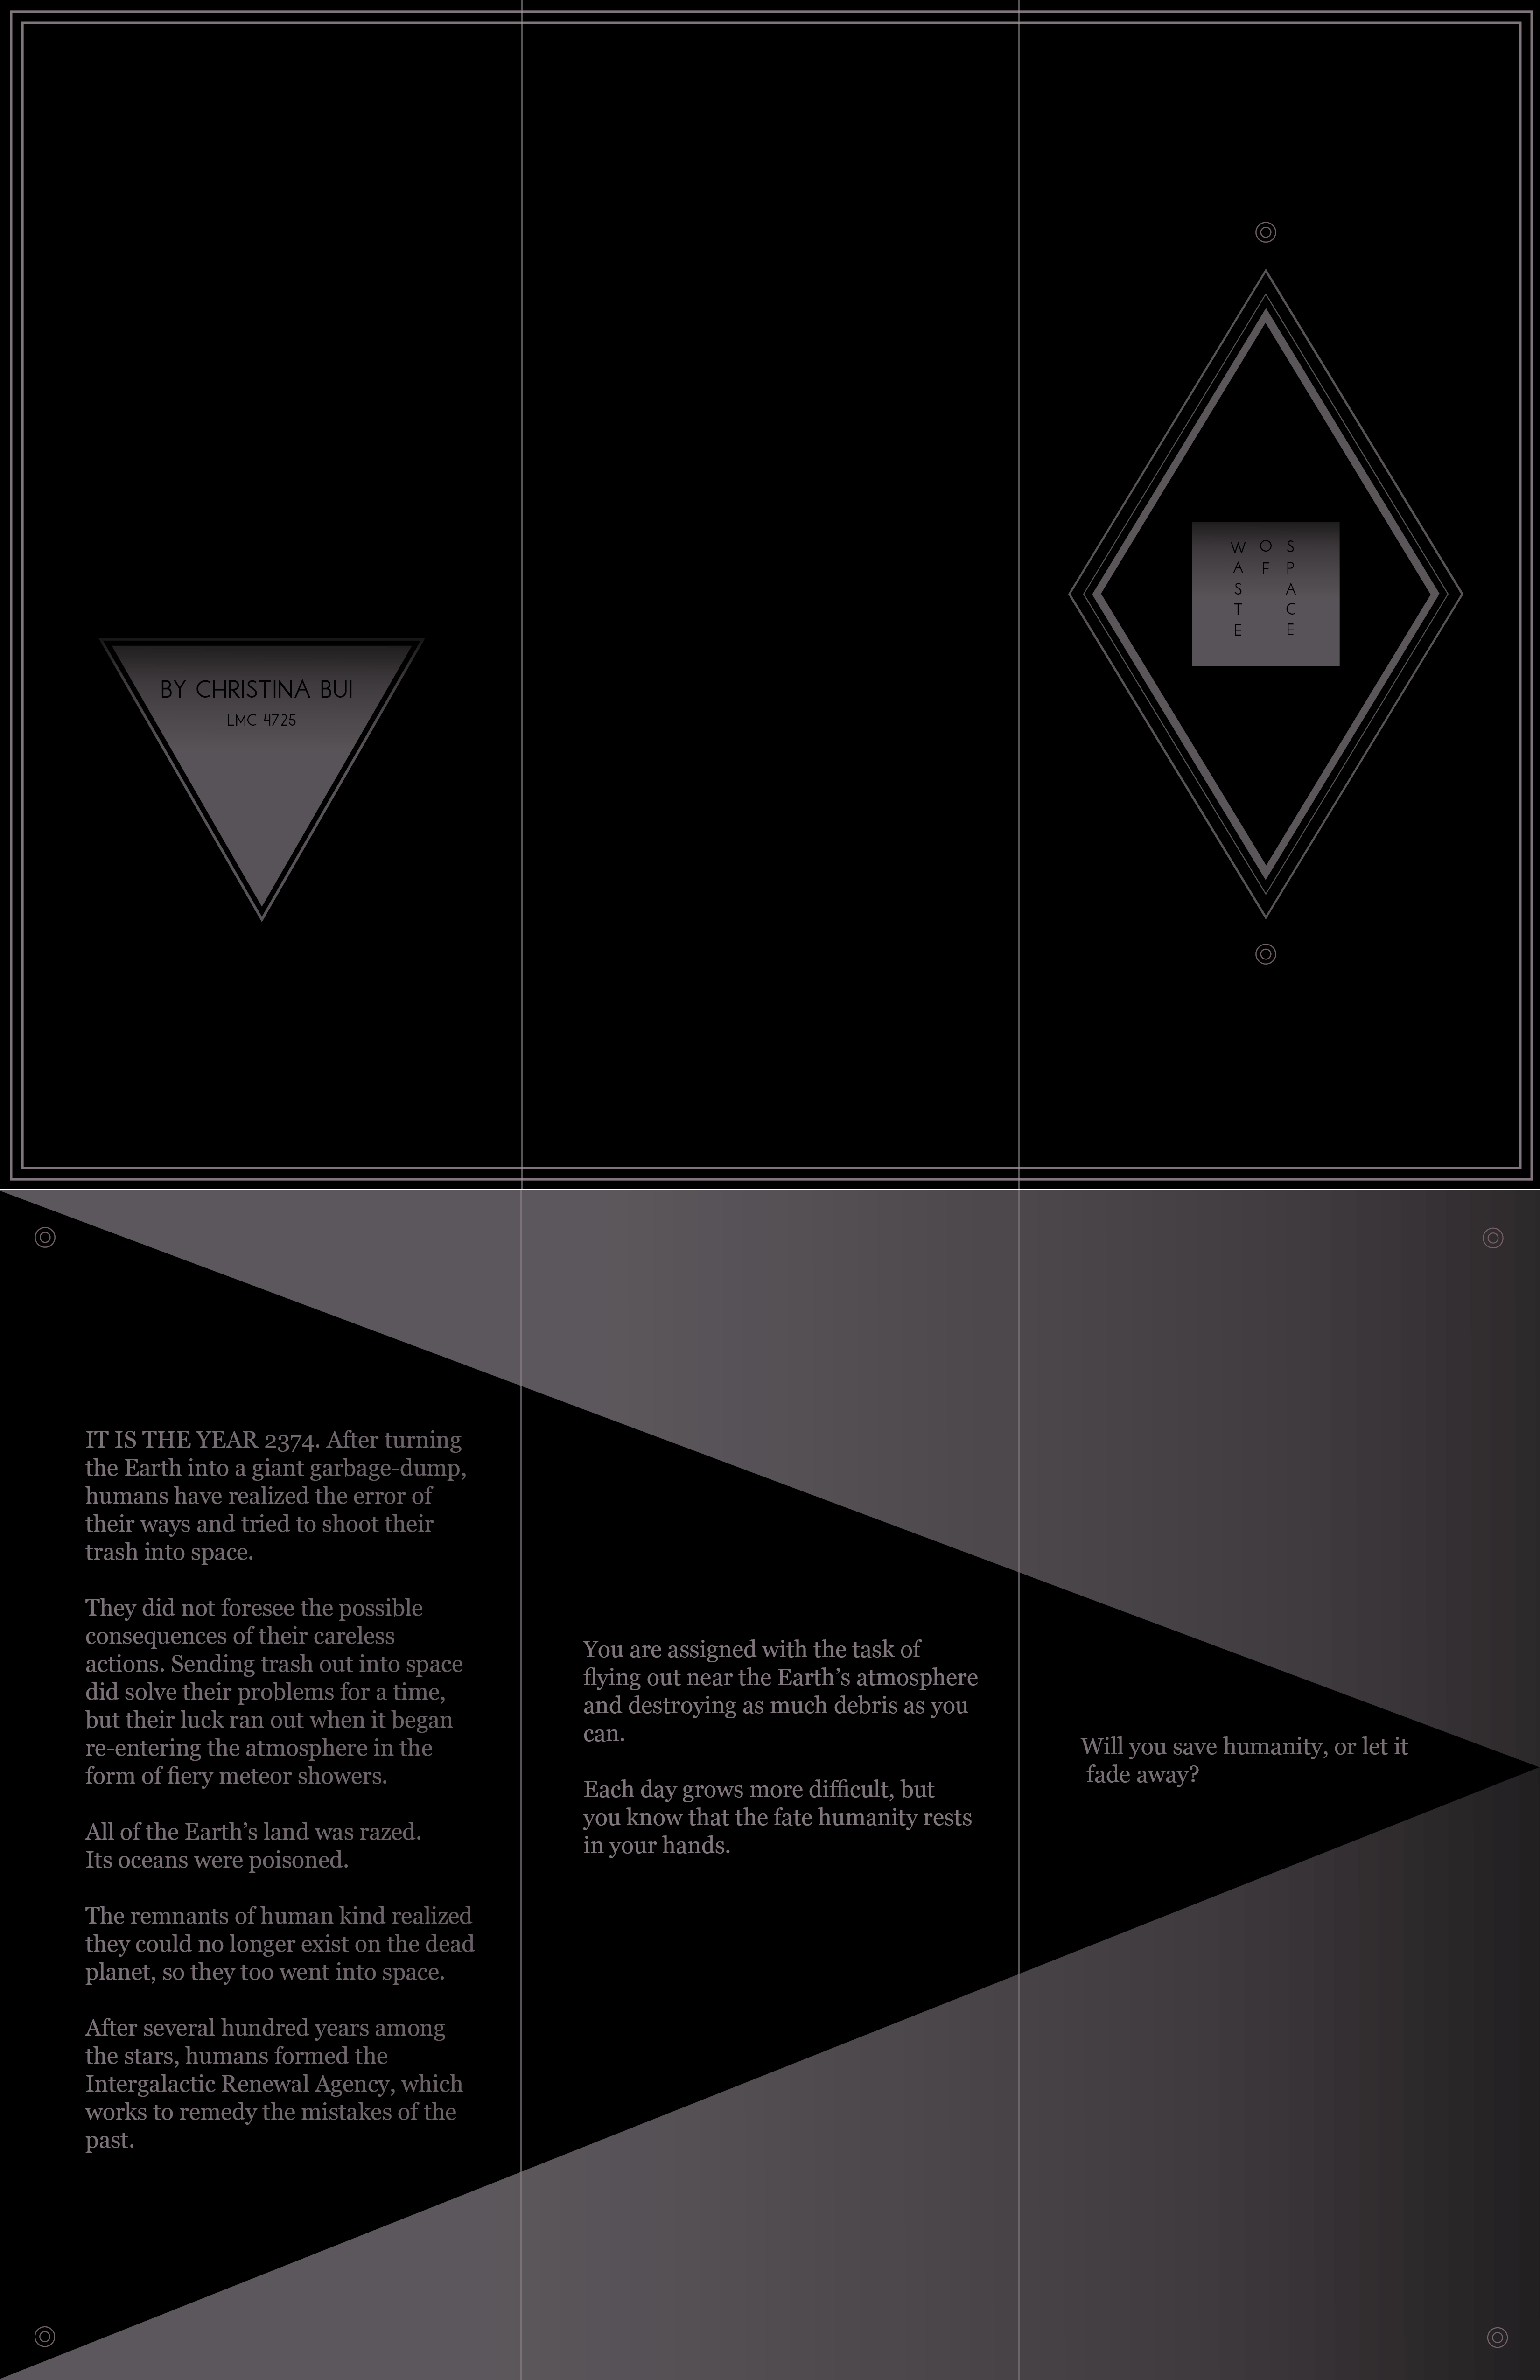 BY CHRISTINA BUI
LMC 4725
WASTE
OF
SPACE
IT IS THE YEAR 2374. After turning
the Earth into a giant garbage-dump,
humans have realized the error of
their ways and tried to shoot their
trash into space.
They did not foresee the possible
consequences of their careless
actions. Sending trash out into space
did solve their problems for a time,
but their luck ran out when it began
re-entering the atmosphere in the
form of fiery meteor showers.
All of the Earth’s land was razed.
Its oceans were poisoned.
The remnants of human kind realized
they could no longer exist on the dead
planet, so they too went into space.
After several hundred years among
the stars, humans formed the
Intergalactic Renewal Agency, which
works to remedy the mistakes of the
past.
You are assigned with the task of
flying out near the Earth’s atmosphere
and destroying as much debris as you
can.
Each day grows more difficult, but
you know that the fate humanity rests
in your hands.
Will you save humanity, or let it
fade away?